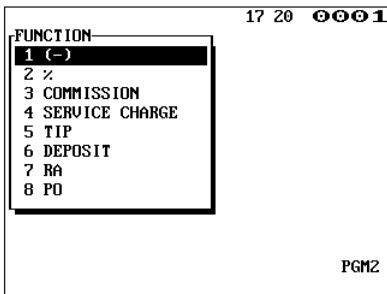 17 20 0001
FUNCTION
1 (-)
2 %
3 COMMISSION
4 SERVICE CHARGE
5 TIP
6 DEPOSIT
7 RA
8 PO
PGM2